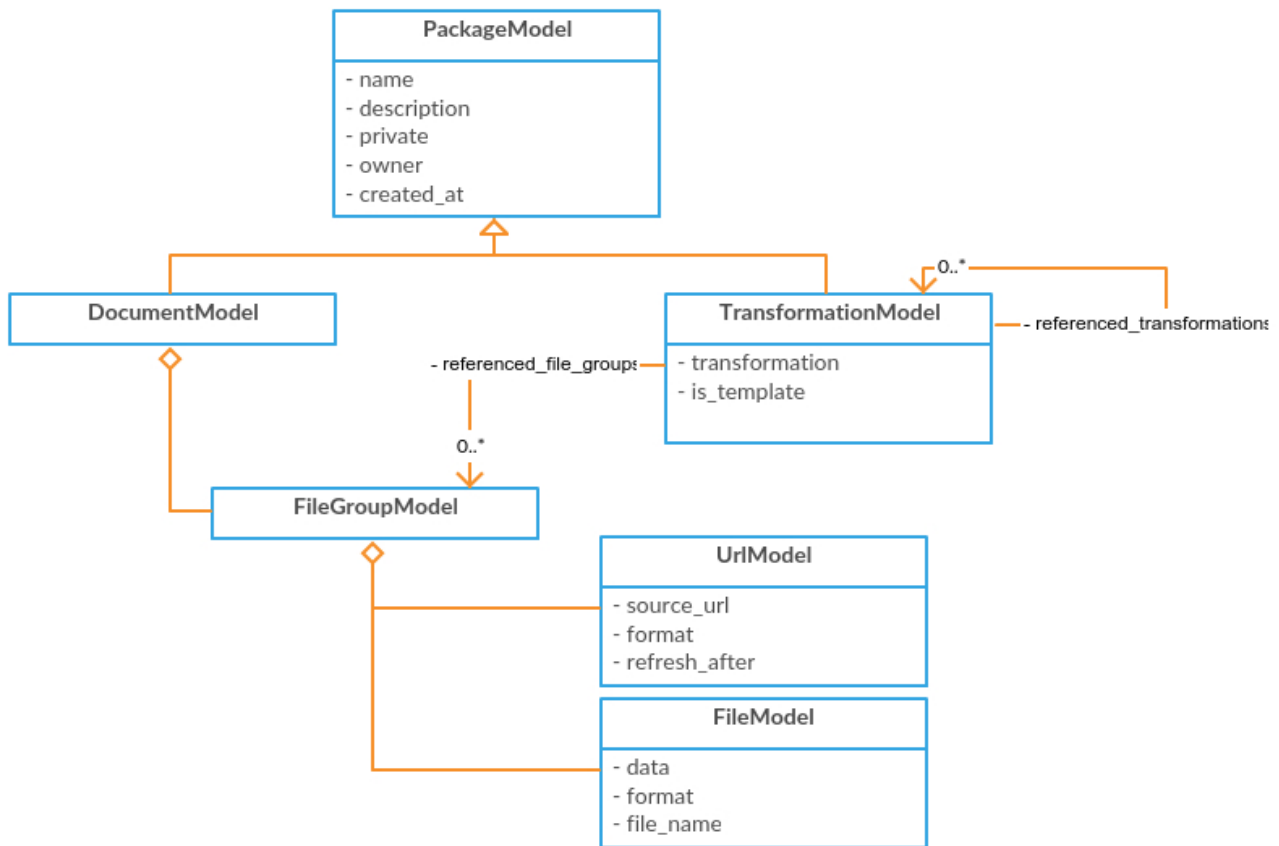 PackageModel
- name
- description
- private
- owner
- created_at
0..*
DocumentModel
TransformationModel
- referenced_transformations
- transformation
- is_template
- referenced_file_groups
0..*
FileGroupModel
UrlModel
- source_url
- format
- refresh_after
FileModel
- data
- format
- file_name